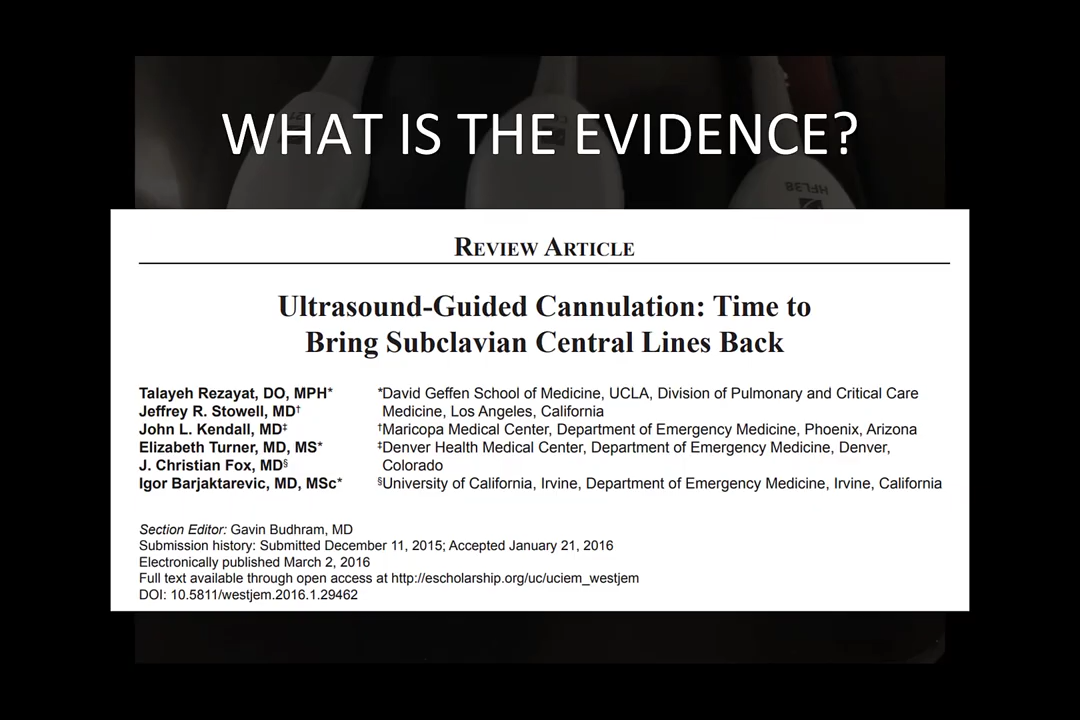 WHAT IS THE EVIDENCE?
HFL38
REVIEW ARTICLE
Ultrasound-Guided Cannulation: Time to
Bring Subclavian Central Lines Back
Talayeh Rezayat, DO, MPH*
Jeffrey R. Stowell, MD†
John L. Kendall, MD‡
Elizabeth Turner, MD, MS*
J. Christian Fox, MD§
Igor Barjaktarevic, MD, MSc*
*David Geffen School of Medicine, UCLA, Division of Pulmonary and Critical Care
Medicine, Los Angeles, California
†Maricopa Medical Center, Department of Emergency Medicine, Phoenix, Arizona
‡Denver Health Medical Center, Department of Emergency Medicine, Denver,
Colorado
§University of California, Irvine, Department of Emergency Medicine, Irvine, California
Section Editor: Gavin Budhram, MD
Submission history: Submitted December 11, 2015; Accepted January 21, 2016
Electronically published March 2, 2016
Full text available through open access at http://escholarship.org/uc/uciem_westjem
DOI: 10.5811/westjem.2016.1.29462